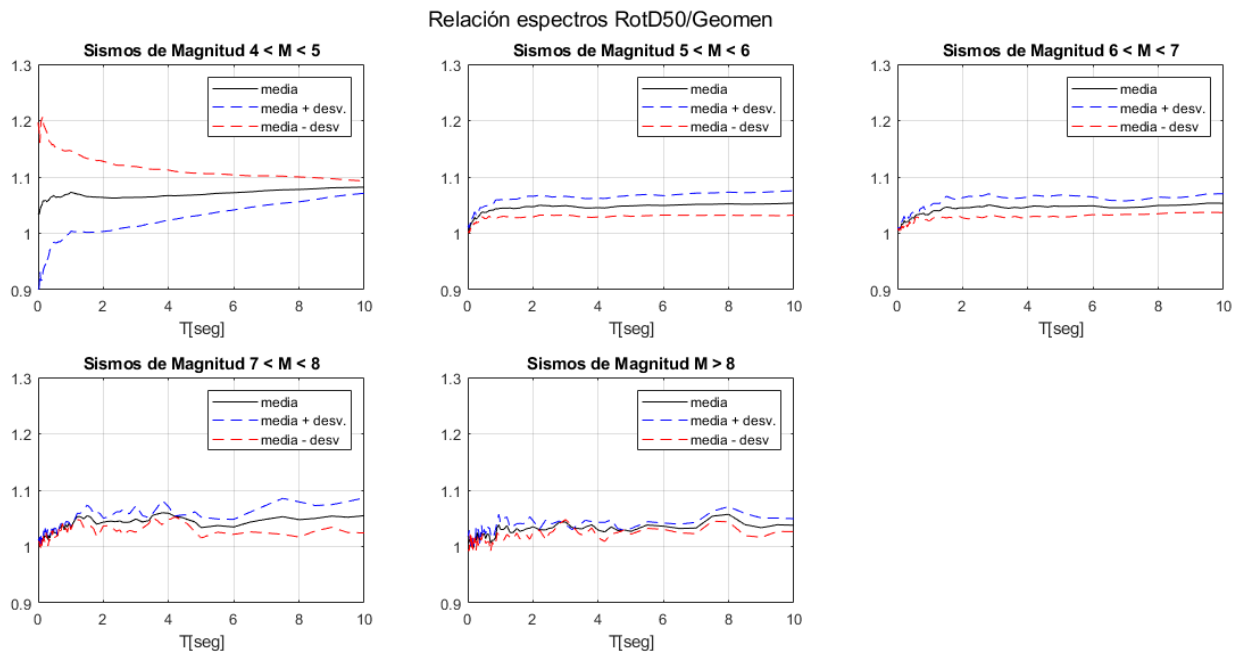 Relación espectros RotD50/Geomen
Sismos de Magnitud 4 < M < 5
1.3
1.2
1.1
1
0.9
0 2 4 6 8 10
T[seg]
media
media + desv.
media - desv
Sismos de Magnitud 5 < M < 6
1.3
1.2
1.1
1
0.9
0 2 4 6 8 10
T[seg]
media
media + desv.
media - desv
Sismos de Magnitud 6 < M < 7
1.3
1.2
1.1
1
0.9
0 2 4 6 8 10
T[seg]
media
media + desv.
media - desv
Sismos de Magnitud 7 < M < 8
1.3
1.2
1.1
1
0.9
0 2 4 6 8 10
T[seg]
media
media + desv.
media - desv
Sismos de Magnitud M > 8
1.3
1.2
1.1
1
0.9
0 2 4 6 8 10
T[seg]
media
media + desv.
media - desv